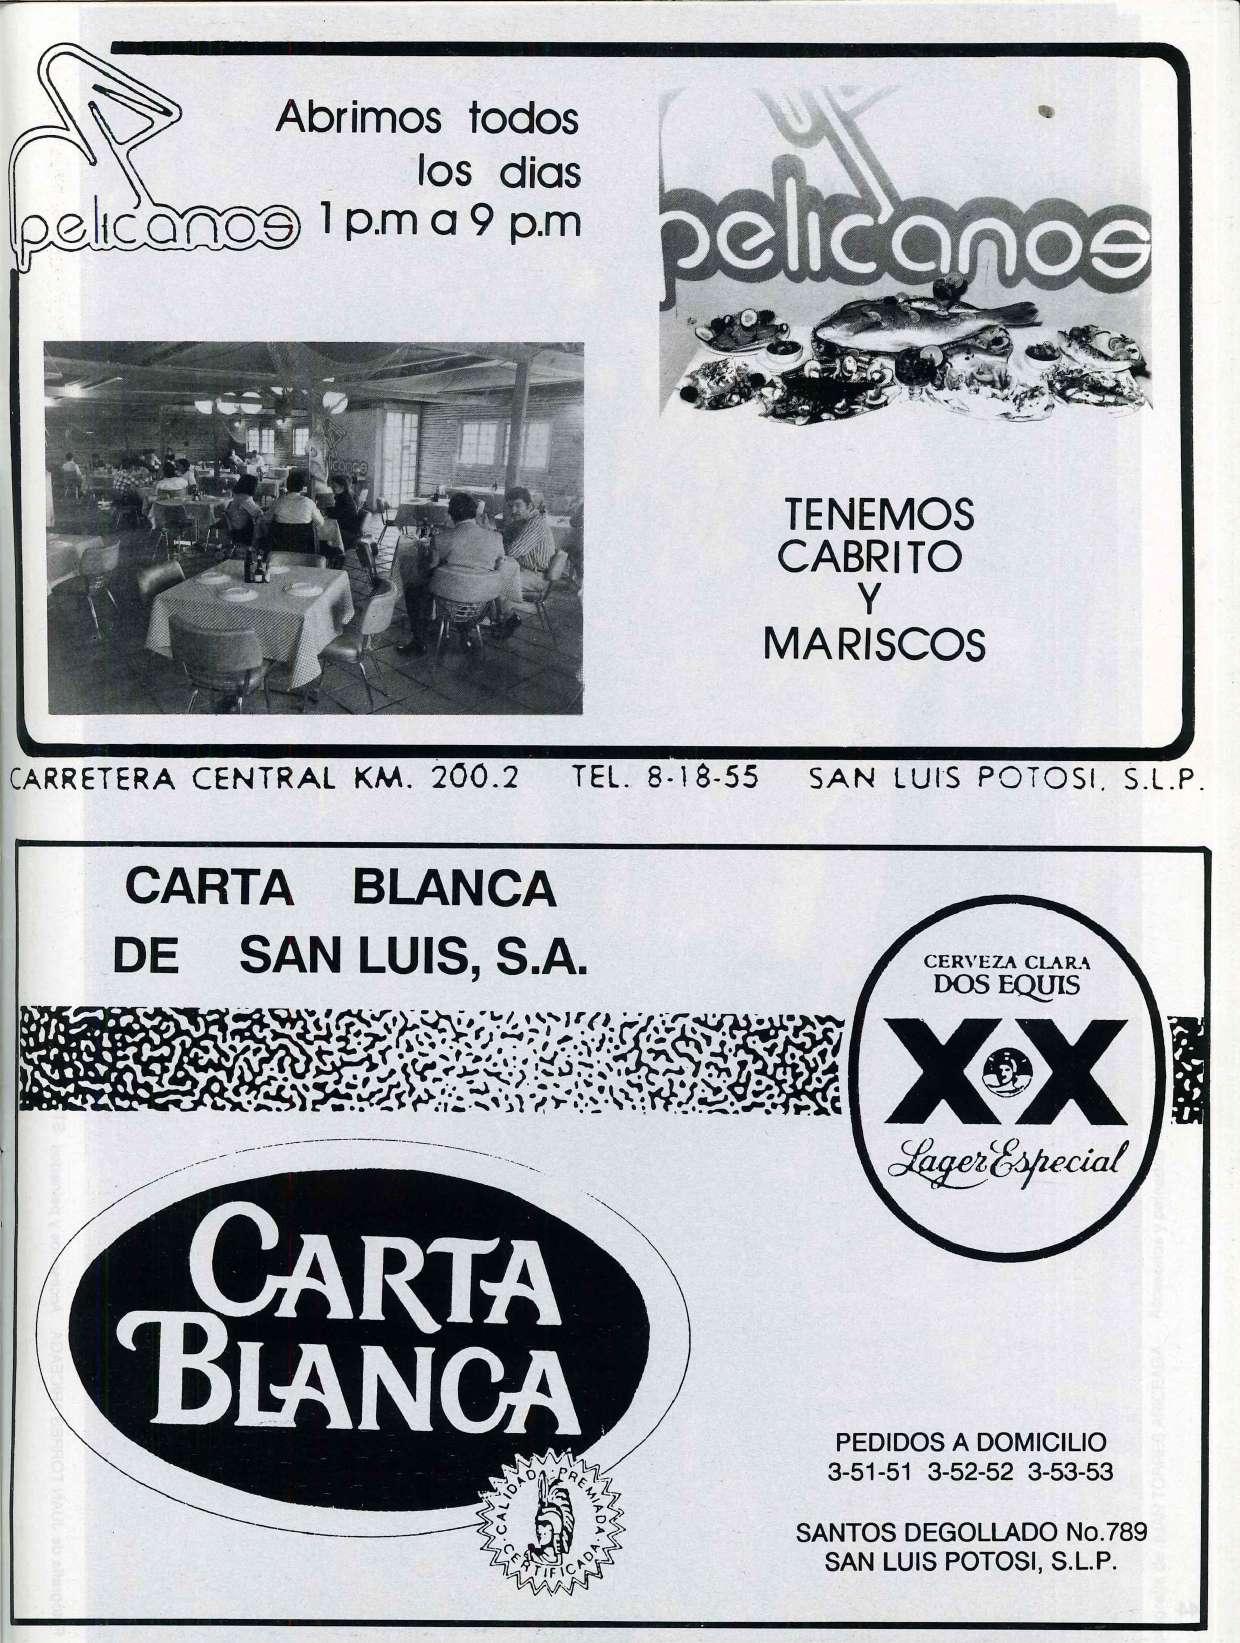 pelicanos
Abrimos todos
los dias
1 p.m a 9 p.m
pelicanos
TENEMOS
CABRITO
Y
MARISCOS
CARRETERA CENTRAL KM. 200.2 TEL. 8-18-55 SAN LUIS POTOSI, S.L.P.
CARTA BLANCA
DE SAN LUIS, S.A.
CERVEZA CLARA
DOS EQUIS
XX
Lager Especial
CARTA
BLANCA
CALIDAD PREMIADA
CERTIFICADA
PEDIDOS A DOMICILIO
3-51-51 3-52-52 3-53-53
SANTOS DEGOLLADO No.789
SAN LUIS POTOSI, S.L.P.